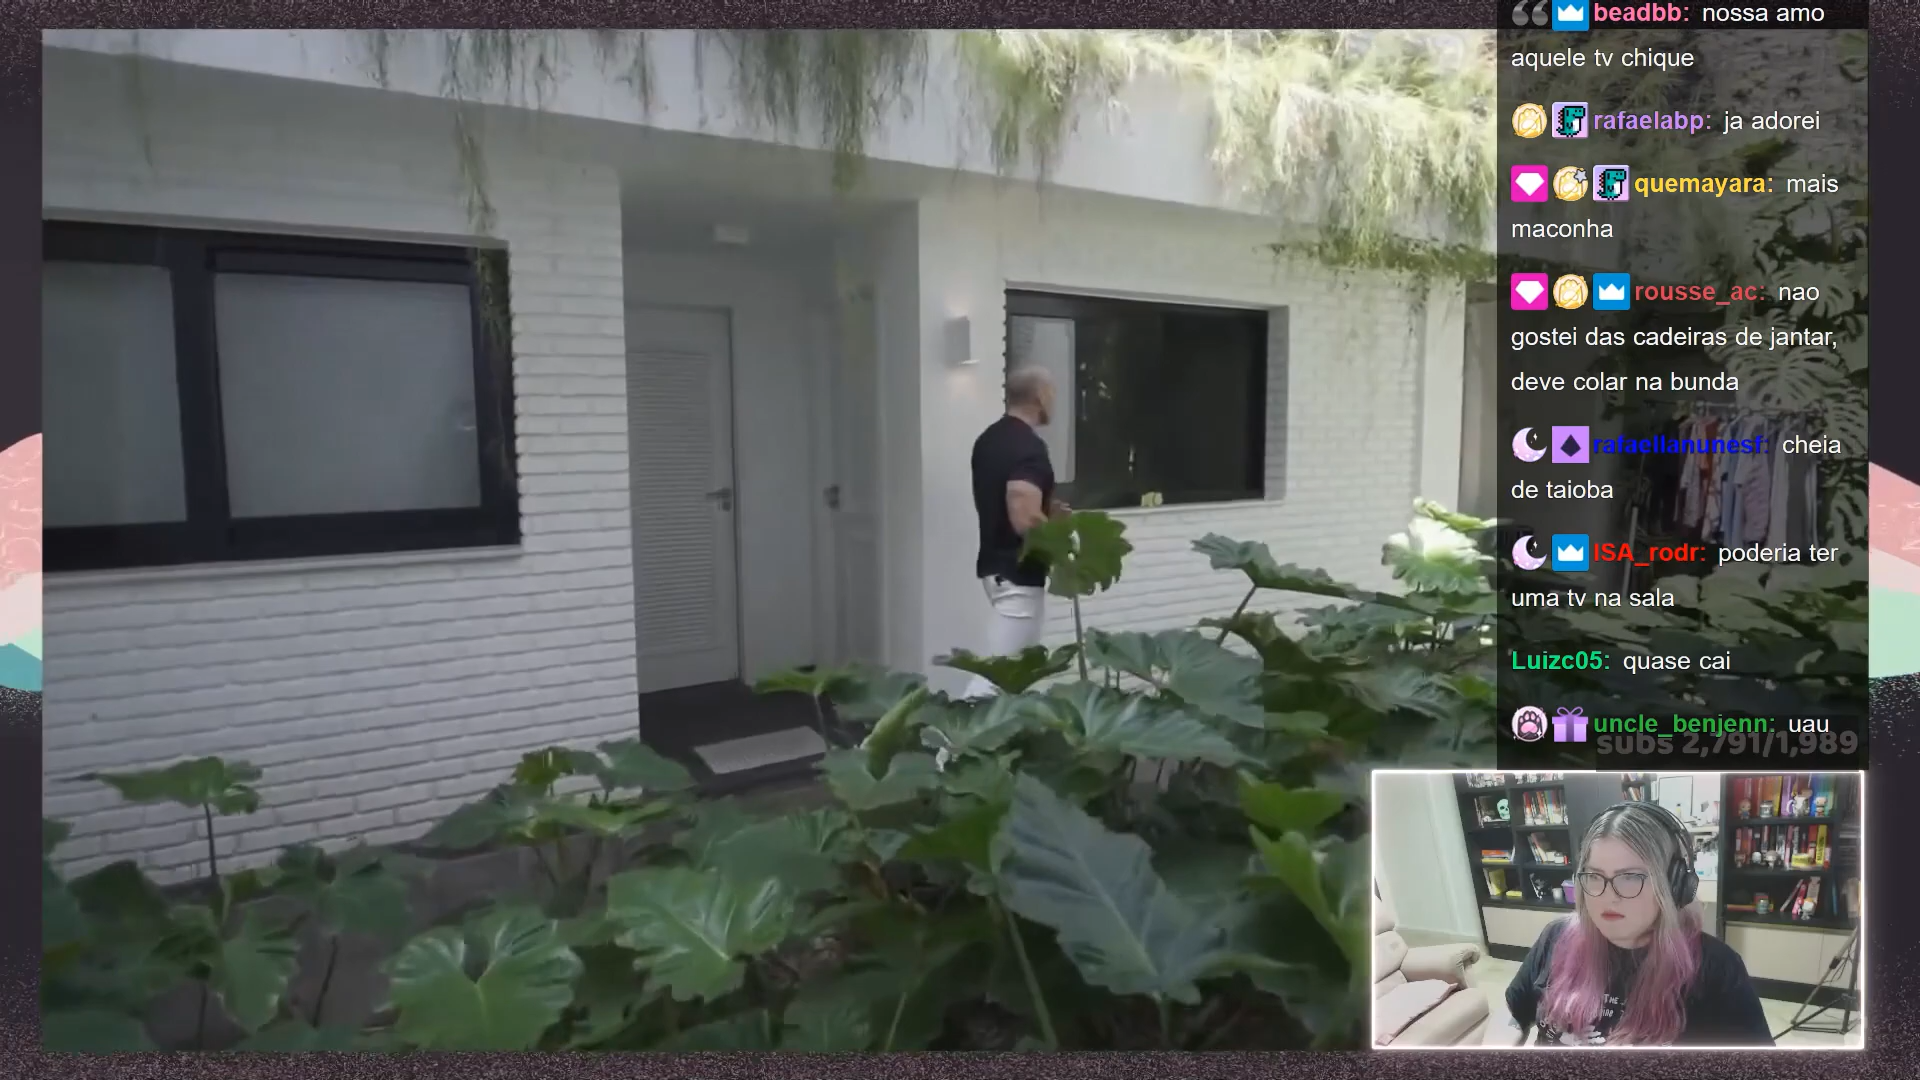 beadbb: nossa amo
aquele tv chique
rafaelabp: ja adorei
quemayara: mais
maconha
rousse_ac: nao
gostei das cadeiras de jantar,
deve colar na bunda
rafaellanunesf: cheia
de taioba
ISA_rodr: poderia ter
uma tv na sala
Luizc05: quase cai
uncle_benjenn: uau
subs 2,791/1,989
THE